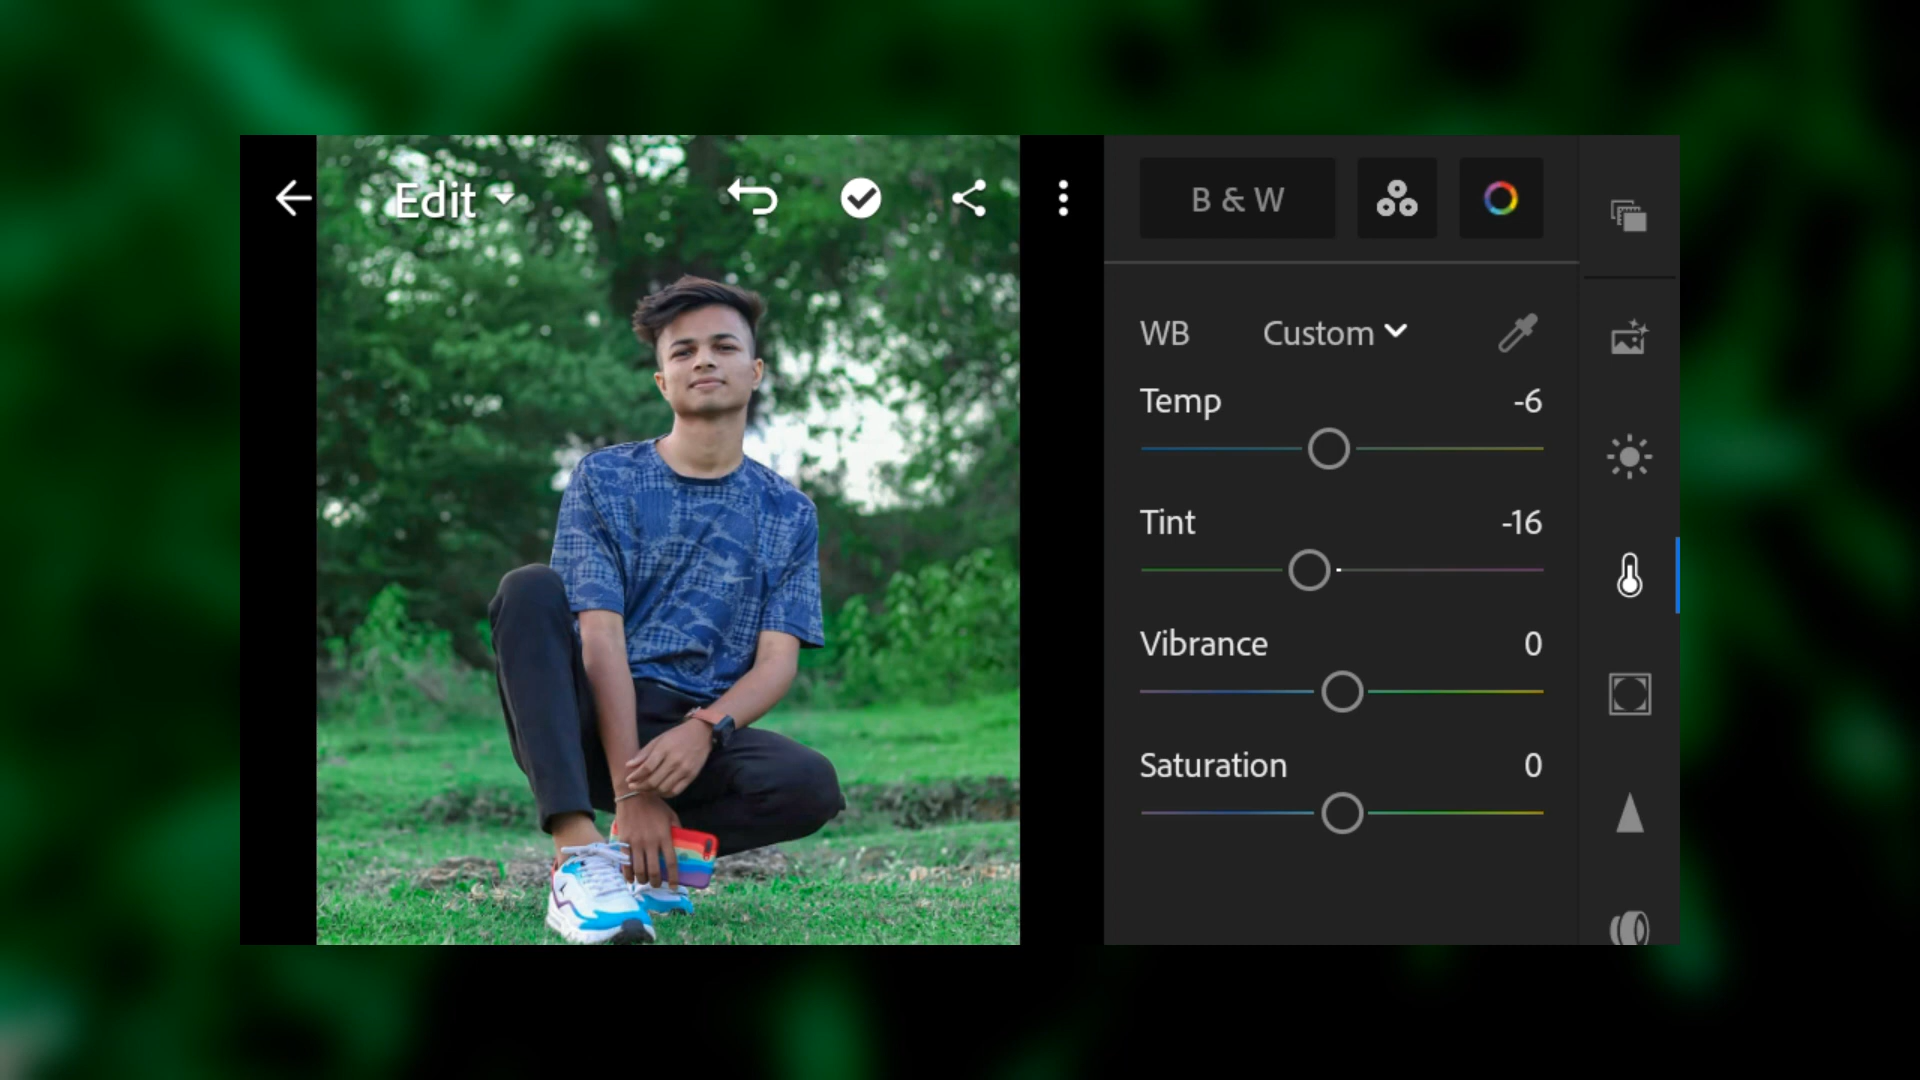 Edit
B & W
WB Custom
Temp -6
Tint -16
Vibrance 0
Saturation 0